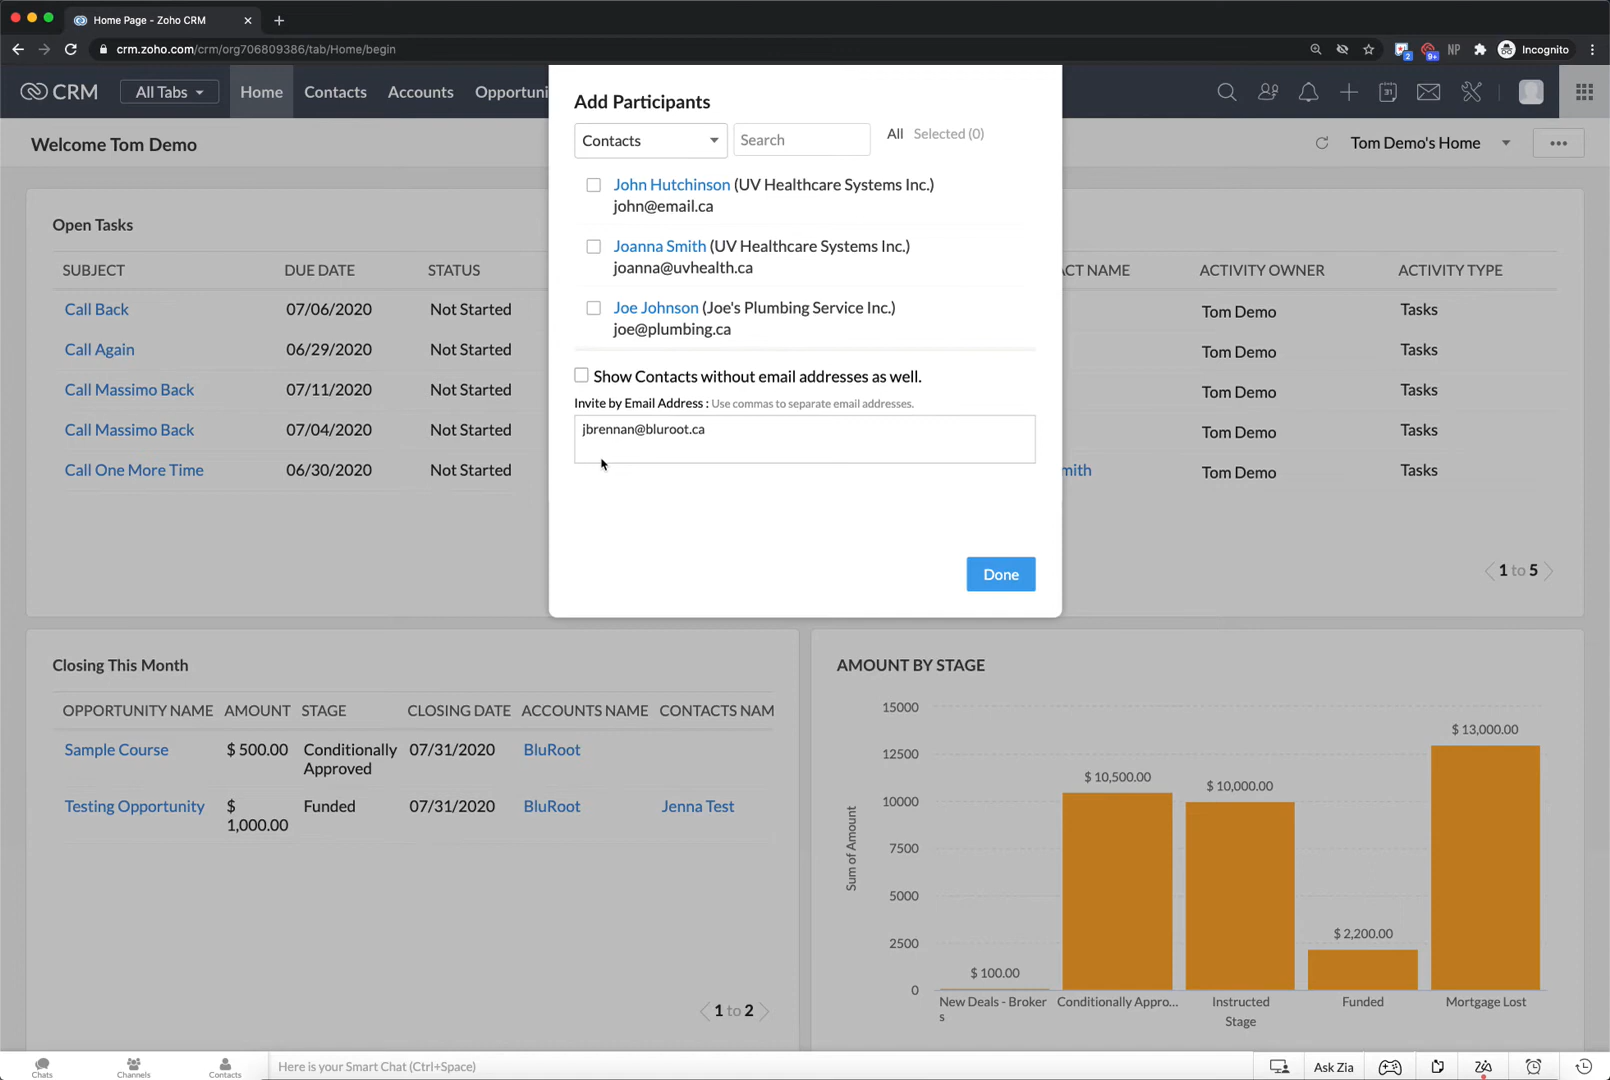 Home Page - Zoho CRM
crm.zoho.com/crm/org706809386/tab/Home/begin
2
9+
NP
Incognito
CRM
All Tabs
Home
Contacts
Accounts
Opportuni
31
Welcome Tom Demo
Tom Demo's Home
Add Participants
Contacts
Search
All
Selected (0)
John Hutchinson (UV Healthcare Systems Inc.)
john@email.ca
Joanna Smith (UV Healthcare Systems Inc.)
joanna@uvhealth.ca
Joe Johnson (Joe's Plumbing Service Inc.)
joe@plumbing.ca
Show Contacts without email addresses as well.
Invite by Email Address : Use commas to separate email addresses.
jbrennan@bluroot.ca
Done
Open Tasks
SUBJECT DUE DATE STATUS ACT NAME ACTIVITY OWNER ACTIVITY TYPE
Call Back 07/06/2020 Not Started Tom Demo Tasks
Call Again 06/29/2020 Not Started Tom Demo Tasks
Call Massimo Back 07/11/2020 Not Started Tom Demo Tasks
Call Massimo Back 07/04/2020 Not Started Tom Demo Tasks
Call One More Time 06/30/2020 Not Started mith Tom Demo Tasks
1 to 5
Closing This Month
OPPORTUNITY NAME AMOUNT STAGE CLOSING DATE ACCOUNTS NAME CONTACTS NAM
Sample Course $ 500.00 Conditionally 07/31/2020 BluRoot
Approved
Testing Opportunity $ Funded 07/31/2020 BluRoot Jenna Test
1,000.00
1 to 2
AMOUNT BY STAGE
15000
12500
10000
7500
5000
2500
0
Sum of Amount
$ 100.00
$ 10,500.00
$ 10,000.00
$ 2,200.00
$ 13,000.00
New Deals - Broker Conditionally Appro... Instructed Funded Mortgage Lost
s
Stage
Chats
Channels
Contacts
Here is your Smart Chat (Ctrl+Space)
Ask Zia